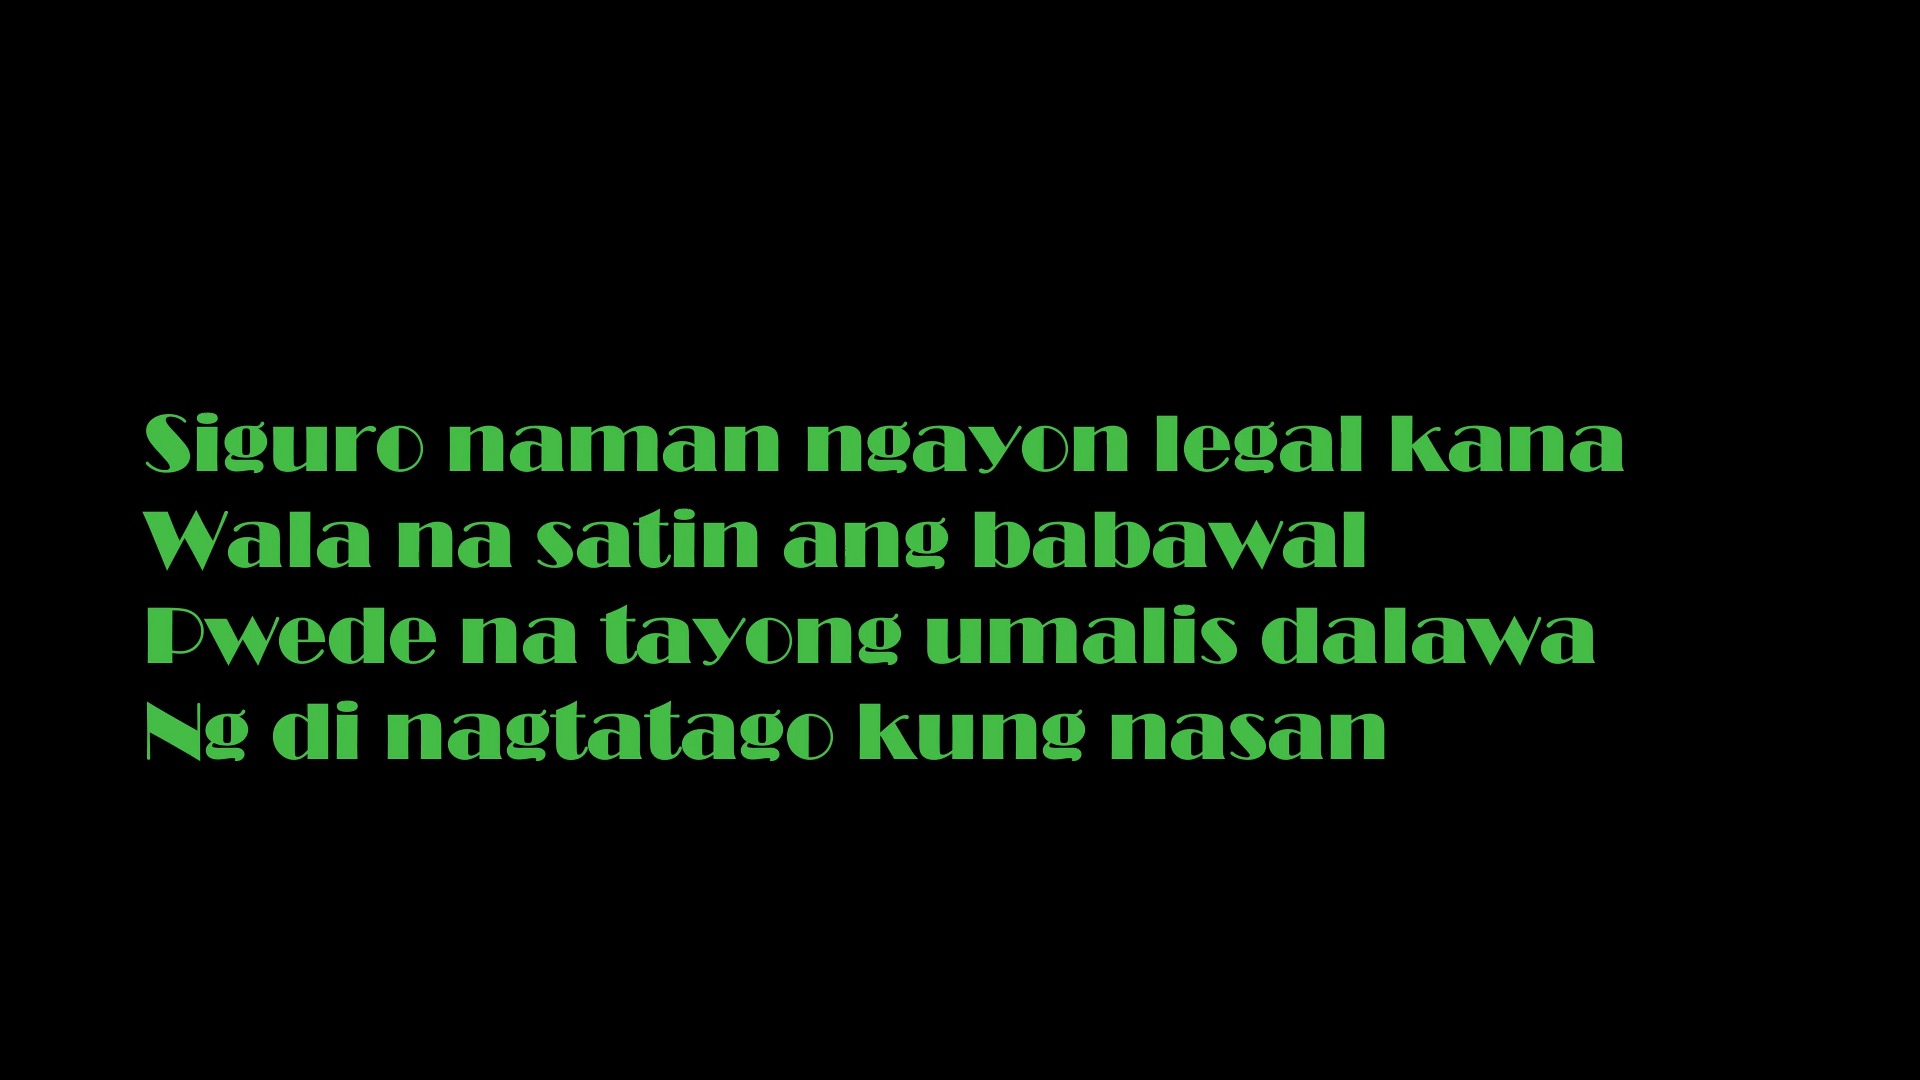 Siguro naman ngayon legal kana
Wala na satin ang babawal
Pwede na tayong umalis dalawa
Ng di nagtatago kung nasan